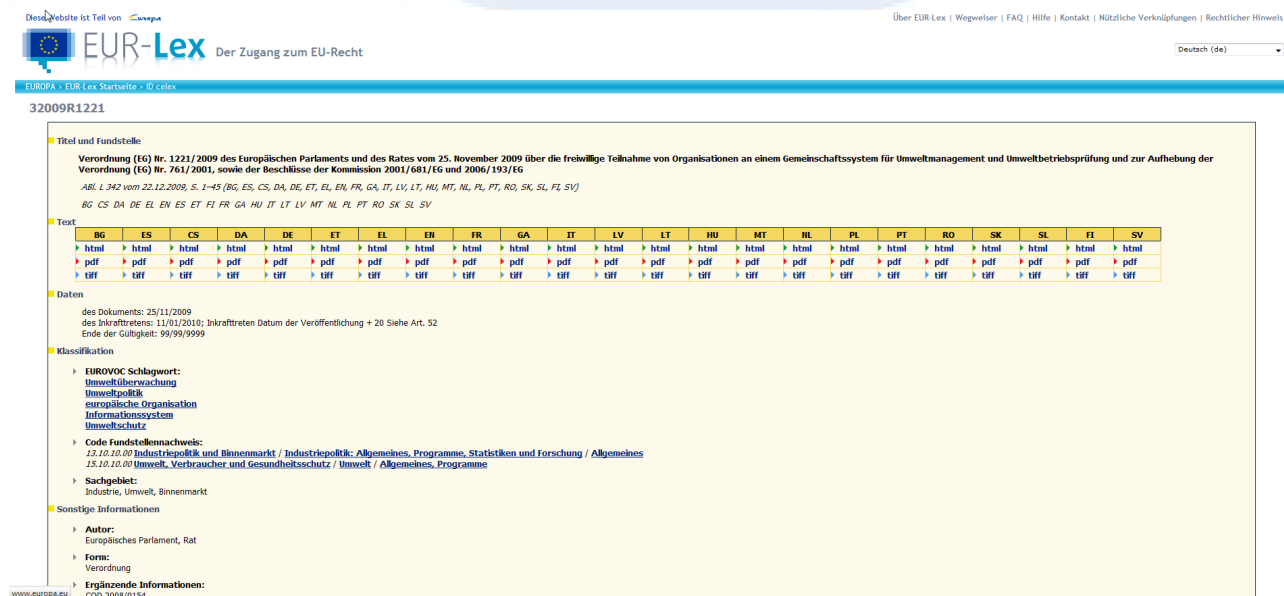 Diese Website ist Teil von Europa
Über EUR-Lex | Wegweiser | FAQ | Hilfe | Kontakt | Nützliche Verknüpfungen | Rechtlicher Hinweis
EUR-Lex Der Zugang zum EU-Recht
Deutsch (de)
EUROPA > EUR-Lex Startseite > ID celex
32009R1221
Titel und Fundstelle
Verordnung (EG) Nr. 1221/2009 des Europäischen Parlaments und des Rates vom 25. November 2009 über die freiwillige Teilnahme von Organisationen an einem Gemeinschaftssystem für Umweltmanagement und Umweltbetriebsprüfung und zur Aufhebung der
Verordnung (EG) Nr. 761/2001, sowie der Beschlüsse der Kommission 2001/681/EG und 2006/193/EG
ABl. L 342 vom 22.12.2009, S. 1–45 (BG, ES, CS, DA, DE, ET, EL, EN, FR, GA, IT, LV, LT, HU, MT, NL, PL, PT, RO, SK, SL, FI, SV)
BG CS DA DE EL EN ES ET FI FR GA HU IT LT LV MT NL PL PT RO SK SL SV
Text
BG ES CS DA DE ET EL EN FR GA IT LV LT HU MT NL PL PT RO SK SL FI SV
html html html html html html html html html html html html html html html html html html html html html html html
pdf pdf pdf pdf pdf pdf pdf pdf pdf pdf pdf pdf pdf pdf pdf pdf pdf pdf pdf pdf pdf pdf pdf
tiff tiff tiff tiff tiff tiff tiff tiff tiff tiff tiff tiff tiff tiff tiff tiff tiff tiff tiff tiff tiff tiff tiff
Daten
des Dokuments: 25/11/2009
des Inkrafttretens: 11/01/2010; Inkrafttreten Datum der Veröffentlichung + 20 Siehe Art. 52
Ende der Gültigkeit: 99/99/9999
Klassifikation
EUROVOC Schlagwort:
Umweltüberwachung
Umweltpolitik
europäische Organisation
Informationssystem
Umweltschutz
Code Fundstellennachweis:
13.10.10.00 Industriepolitik und Binnenmarkt / Industriepolitik: Allgemeines, Programme, Statistiken und Forschung / Allgemeines
15.10.10.00 Umwelt, Verbraucher und Gesundheitsschutz / Umwelt / Allgemeines, Programme
Sachgebiet:
Industrie, Umwelt, Binnenmarkt
Sonstige Informationen
Autor:
Europäisches Parlament, Rat
Form:
Verordnung
Ergänzende Informationen:
COD 2008/0154
www.europa.eu